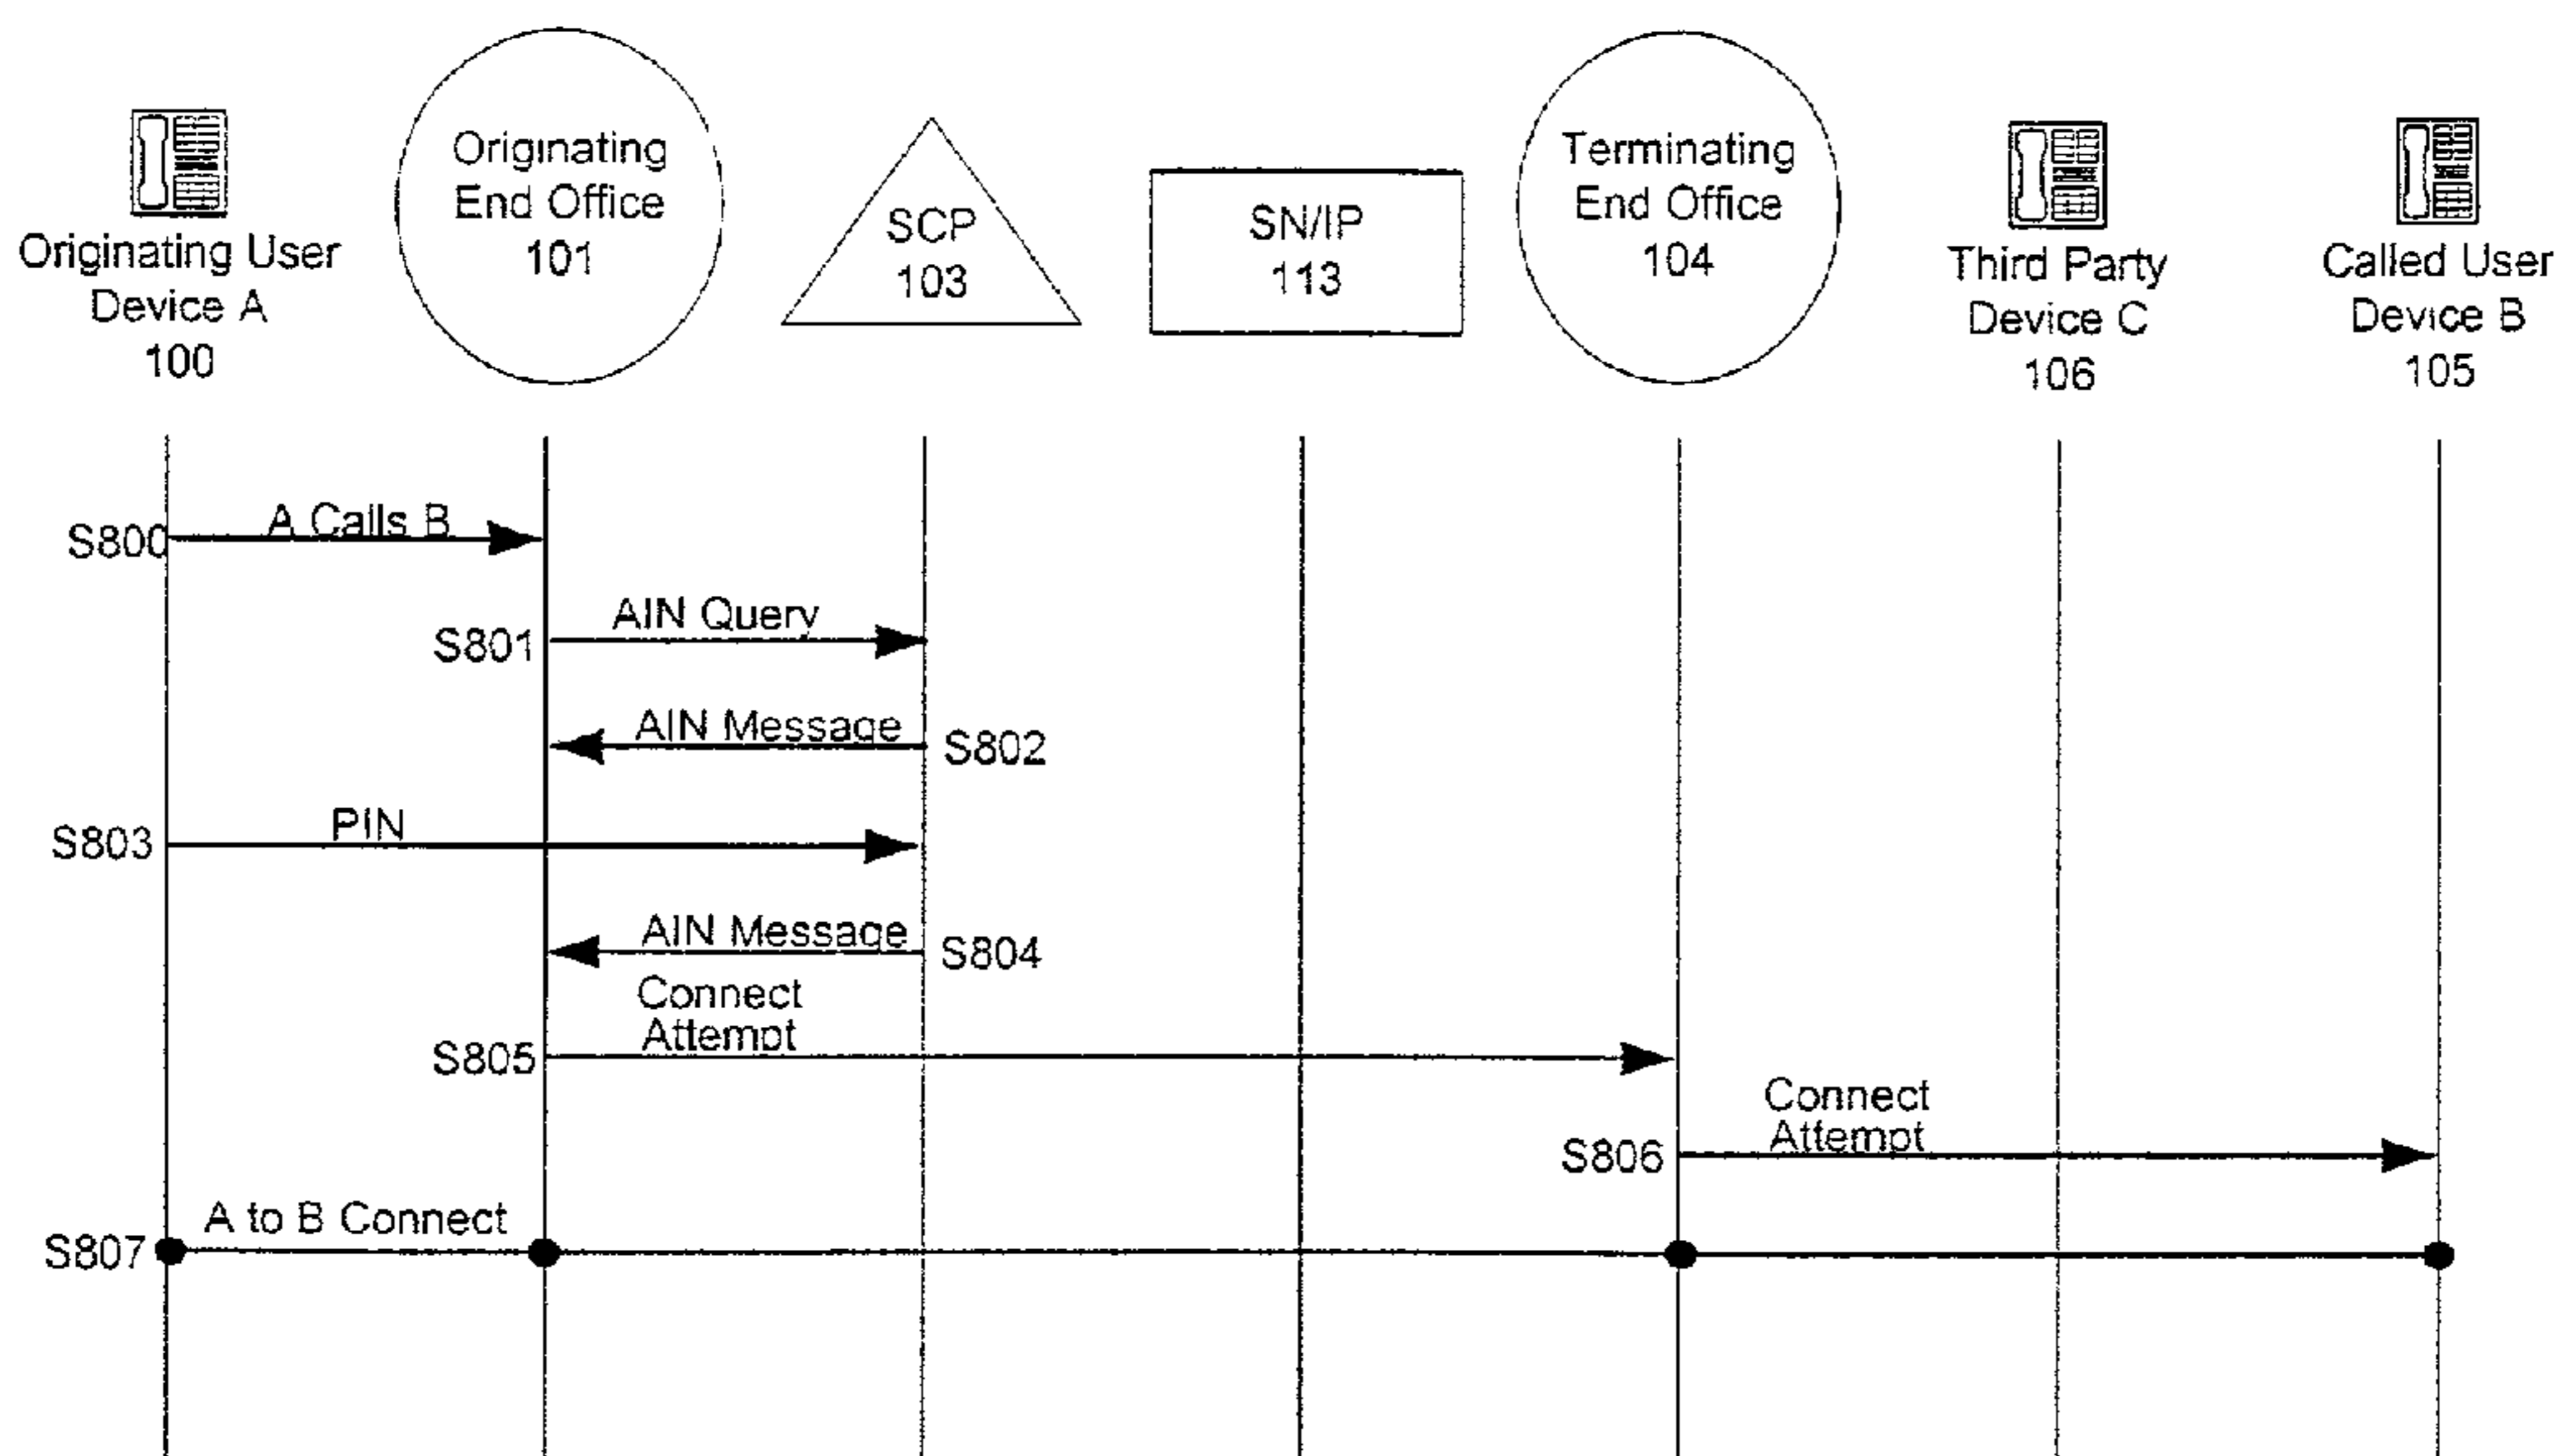 Originating User
Device A
100
Originating
End Office
101
SCP
103
SN/IP
113
Terminating
End Office
104
Third Party
Device C
106
Called User
Device B
105
S800
A Calls B
S801
AIN Query
AIN Message
S802
S803
PIN
AIN Message
S804
Connect
Attempt
S805
Connect
Attempt
S806
A to B Connect
S807